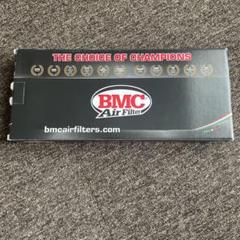 THE CHOICE OF CHAMPIONS
BMC
Air Filter
bmcairfilters.com